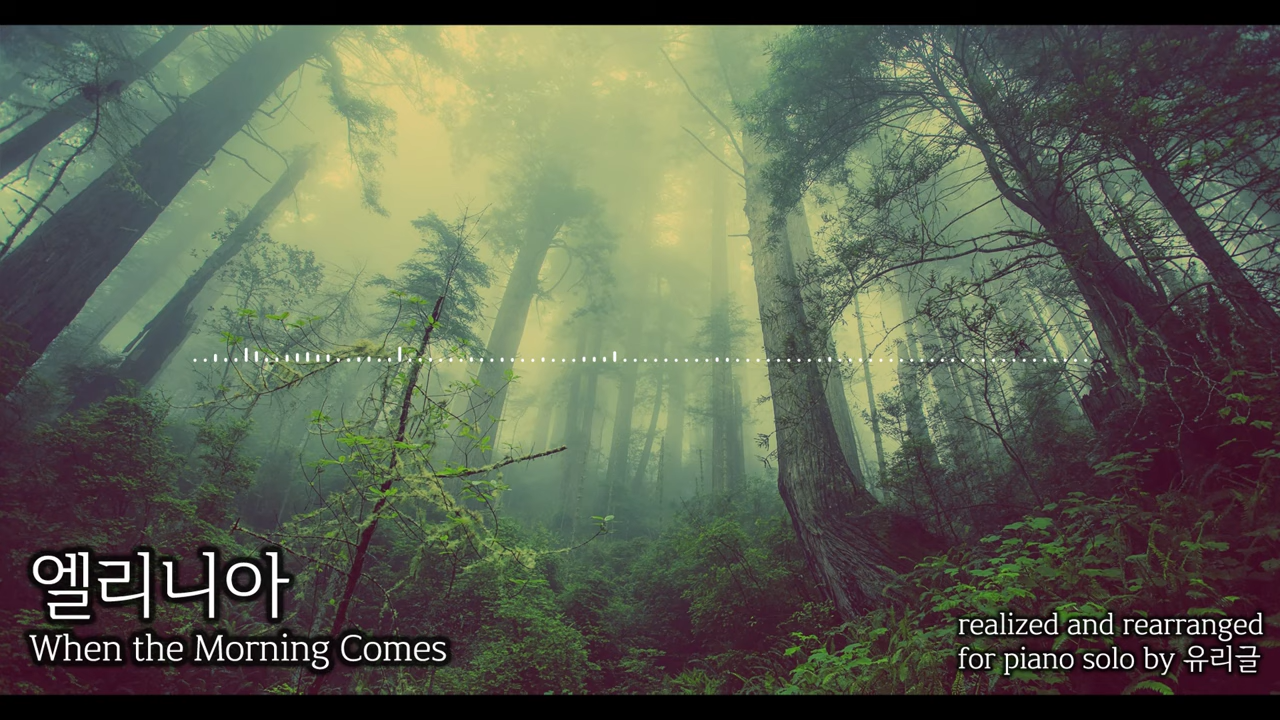 엘리니아
When the Morning Comes
realized and rearranged
for piano solo by 유리글